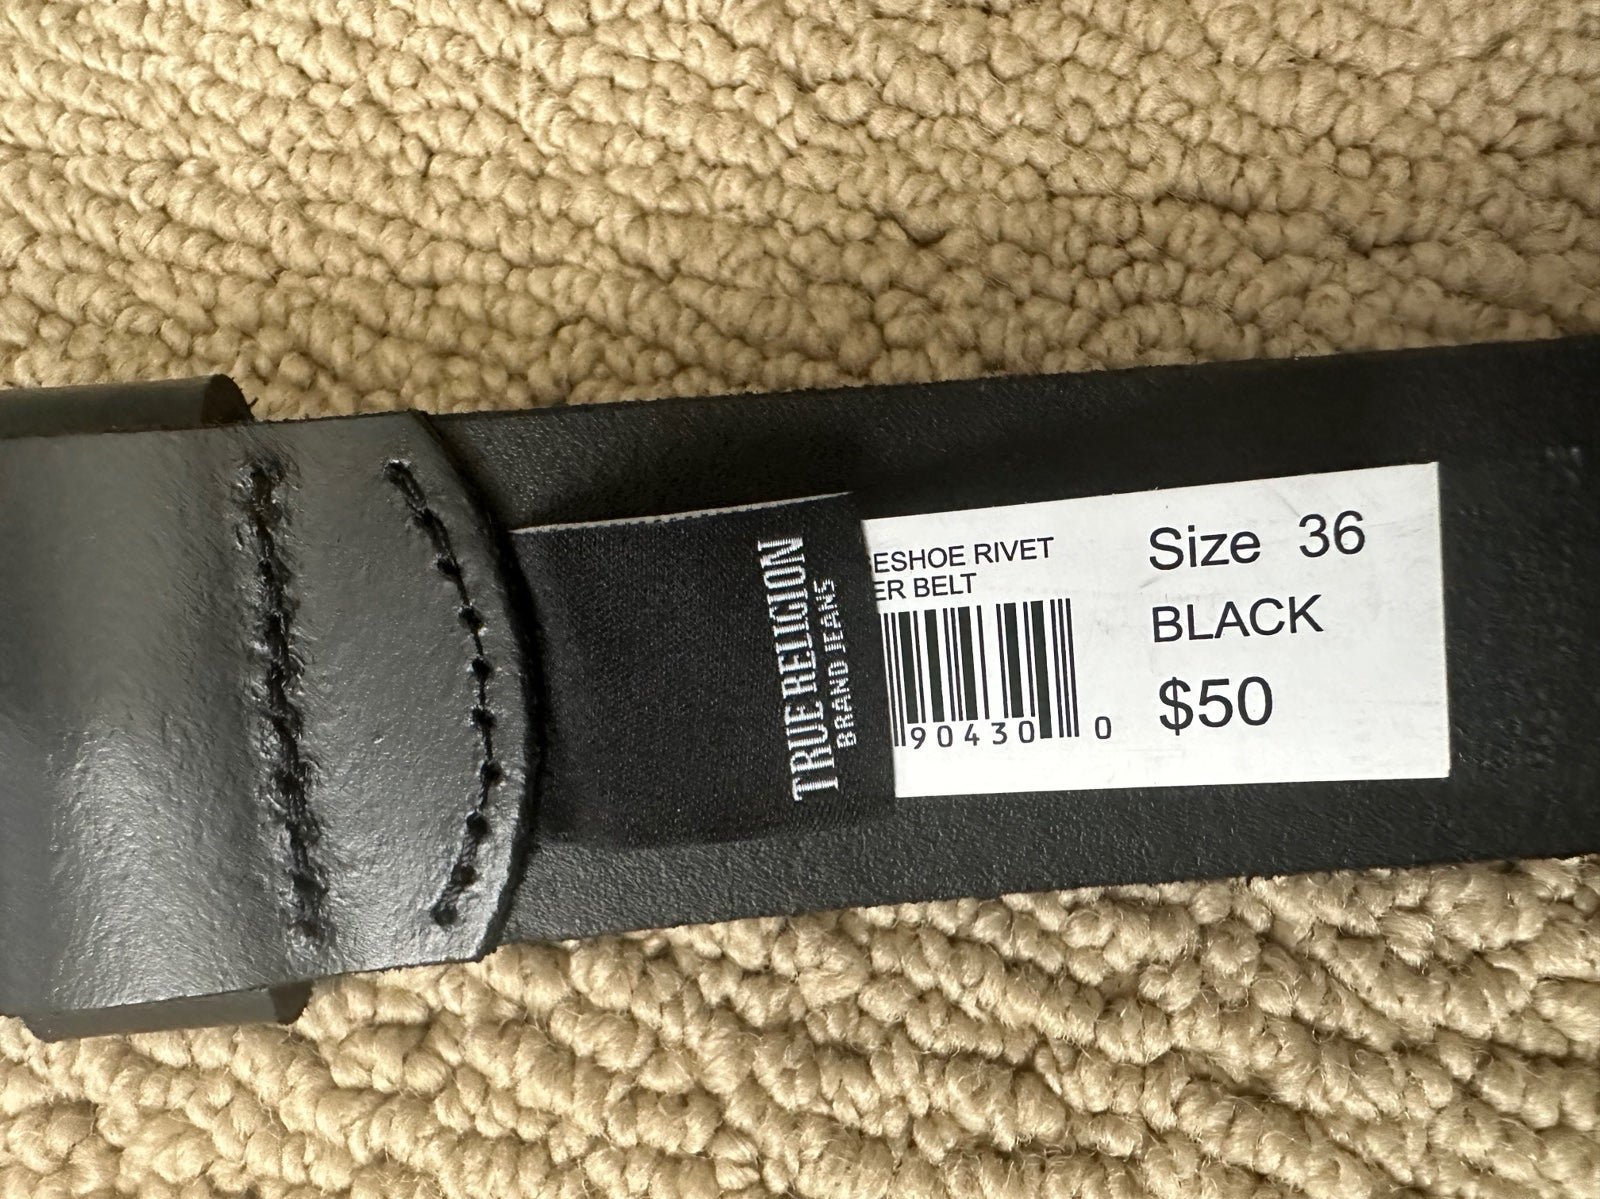 TRUE RELIGION
BRAND JEANS
ESHOE RIVET
ER BELT
90430 0
Size 36
BLACK
$50